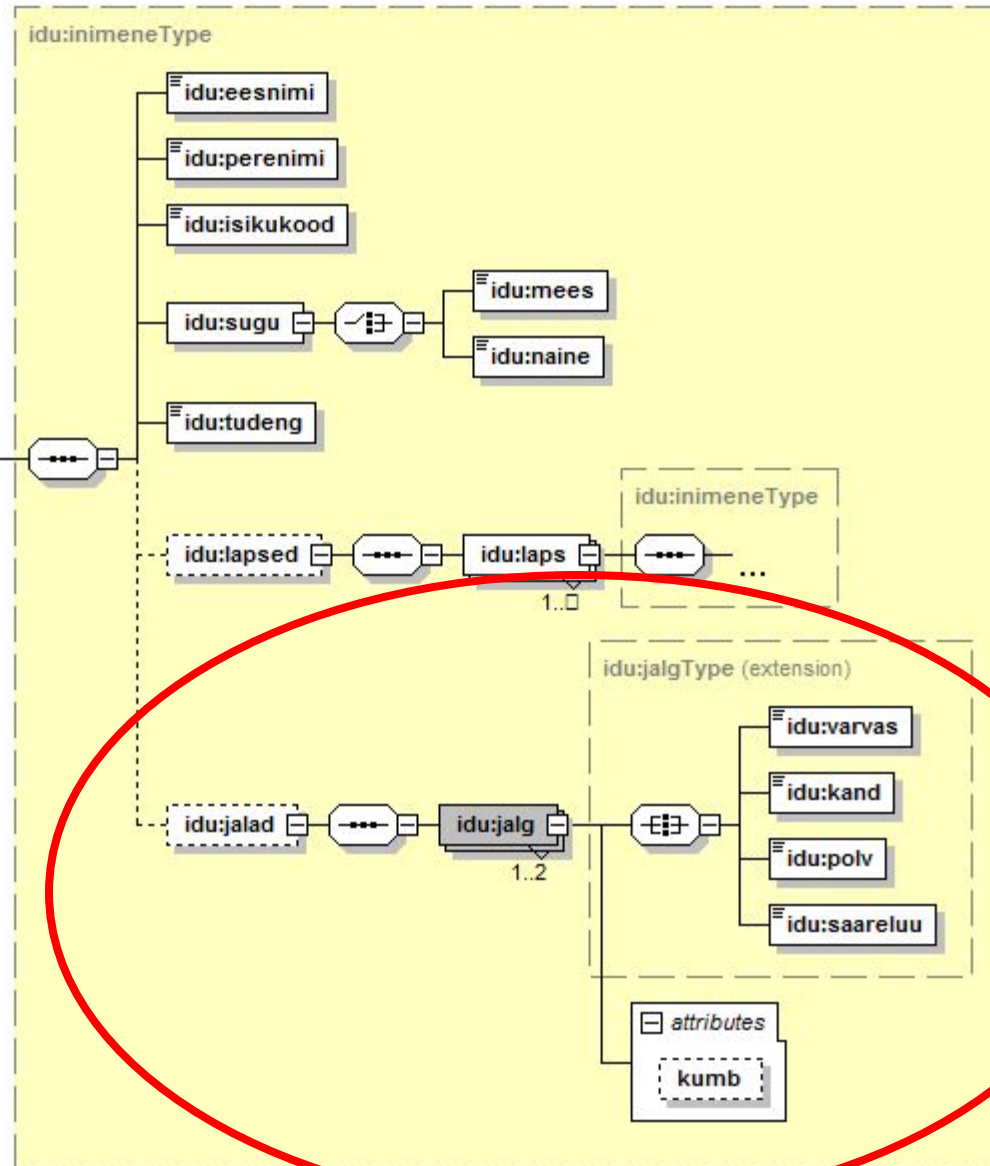 idu:inimeneType
idu:eesnimi
idu:perenimi
idu:isikukood
idu:sugu
idu:mees
idu:naine
idu:tudeng
idu:lapsed
idu:laps
1..□
idu:inimeneType
...
idu:jalad
idu:jalg
1..2
idu:jalgType (extension)
idu:varvas
idu:kand
idu:polv
idu:saareluu
attributes
kumb